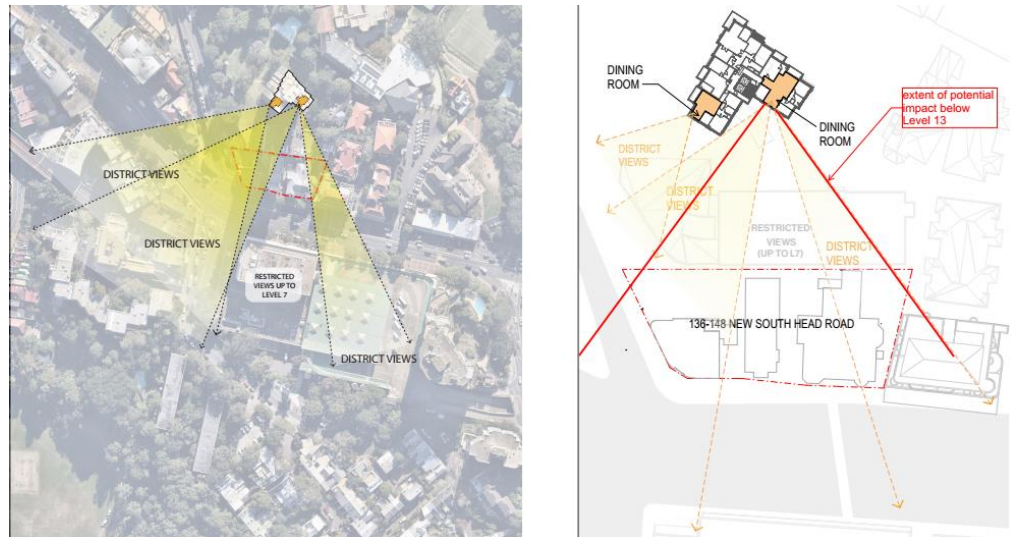 DISTRICT VIEWS
DISTRICT VIEWS
RESTRICTED
VIEWS UP TO
LEVEL 7
DISTRICT VIEWS
DINING
ROOM
DINING
ROOM
extent of potential
impact below
Level 13
DISTRICT
VIEWS
DISTRICT
VIEWS
RESTRICTED
VIEWS
(UP TO L7)
DISTRICT
VIEWS
136-148 NEW SOUTH HEAD ROAD